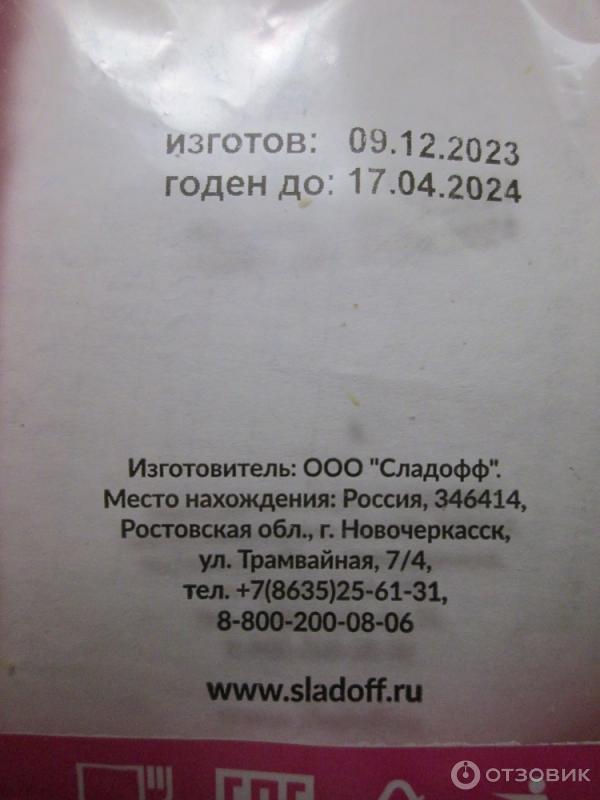 изготов: 09.12.2023
годен до: 17.04.2024
Изготовитель: ООО "Сладофф".
Место нахождения: Россия, 346414,
Ростовская обл., г. Новочеркасск,
ул. Трамвайная, 7/4,
тел. +7(8635)25-61-31,
8-800-200-08-06
www.sladoff.ru
ОТЗОВИК